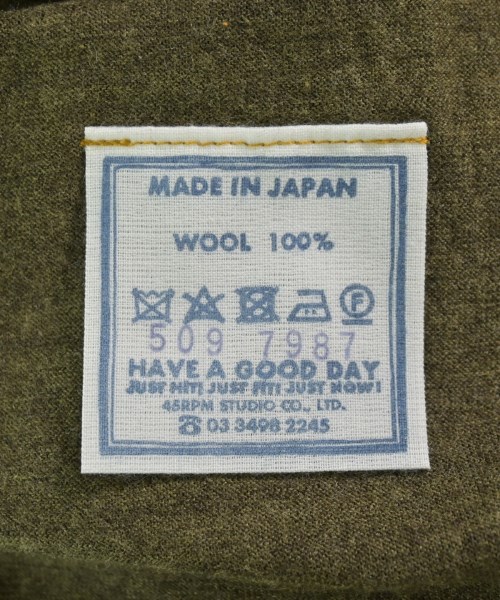 MADE IN JAPAN
WOOL 100%
F
509 7987
HAVE A GOOD DAY
JUST HIT! JUST FIT! JUST NOW!
45RPM STUDIO CO., LTD.
☎ 03 3498 2245